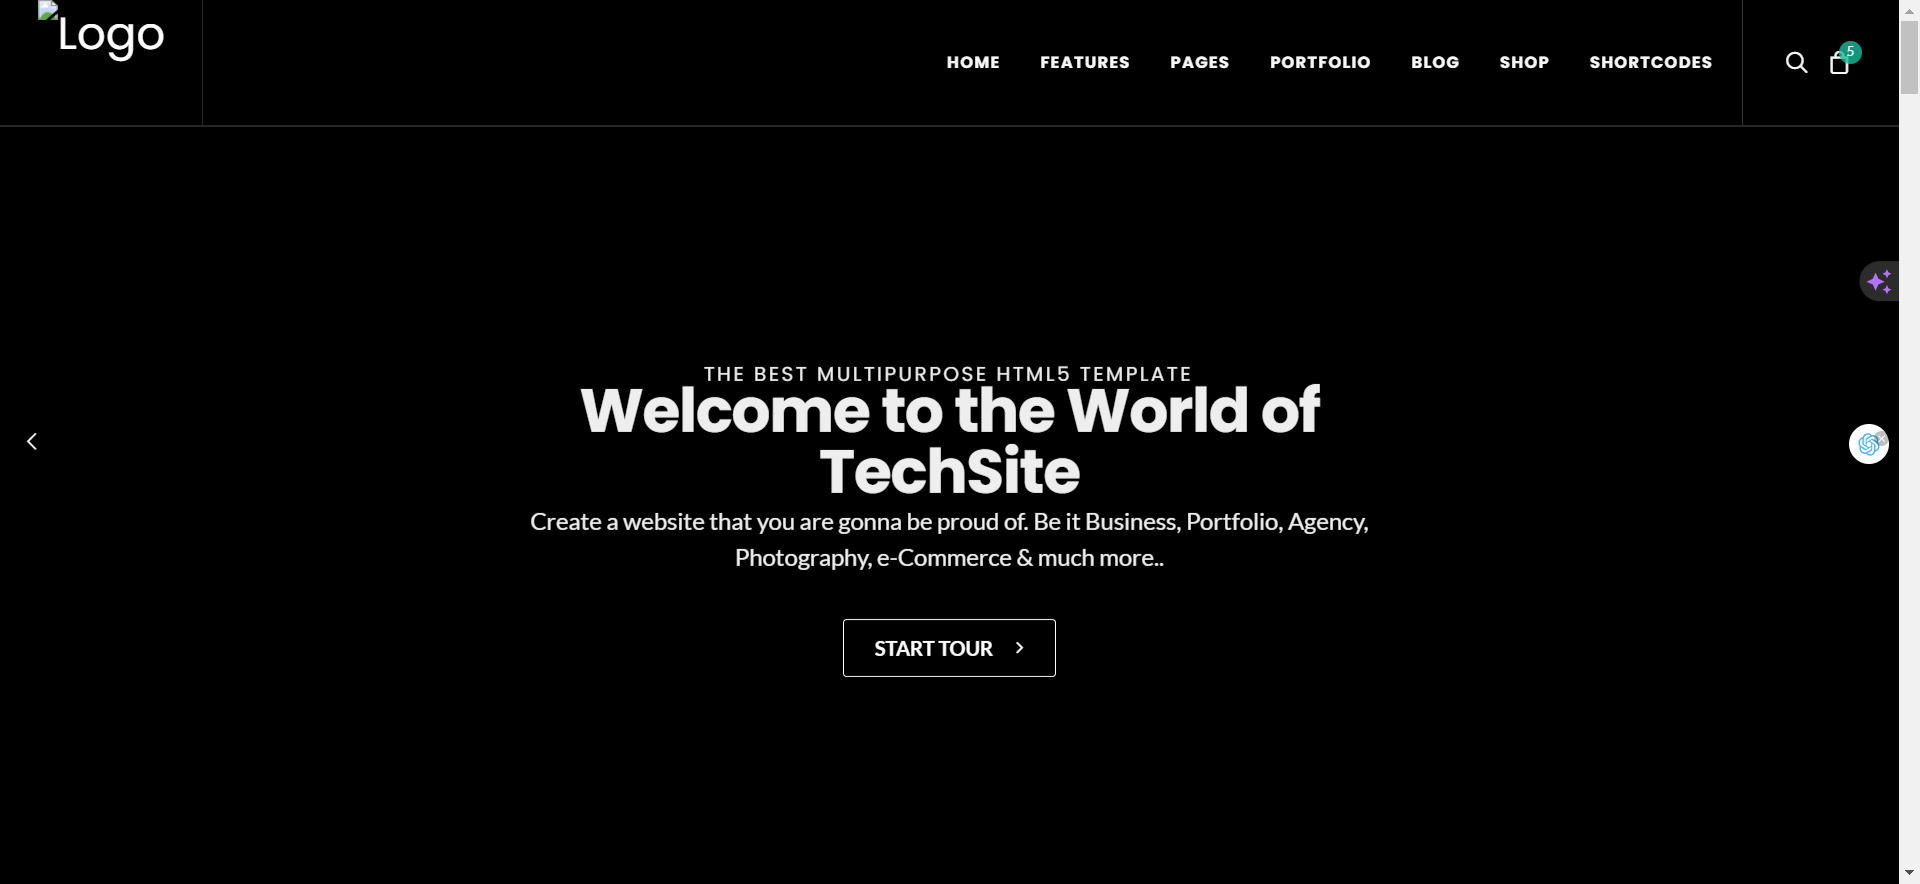 Logo
HOME FEATURES PAGES PORTFOLIO BLOG SHOP SHORTCODES
5
THE BEST MULTIPURPOSE HTML5 TEMPLATE
Welcome to the World of
TechSite
Create a website that you are gonna be proud of. Be it Business, Portfolio, Agency,
Photography, e-Commerce & much more..
START TOUR